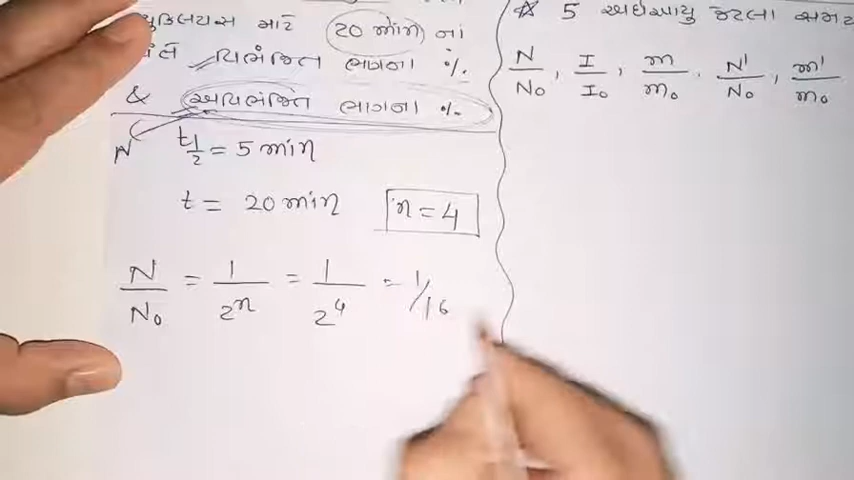 ન્યુક્લિયસ માટે 20 મિનિટ ના
વિભંજિત ભાગના %.
& અવિભંજિત ભાગના %.
N t½ = 5 min
t = 20 min n = 4
N/N₀ = 1/2ⁿ = 1/2⁴ = 1/16
☆ 5 અર્ધઆયુ જેટલા સમય
N/N₀, I/I₀, m/m₀, N'/N₀, m'/m₀